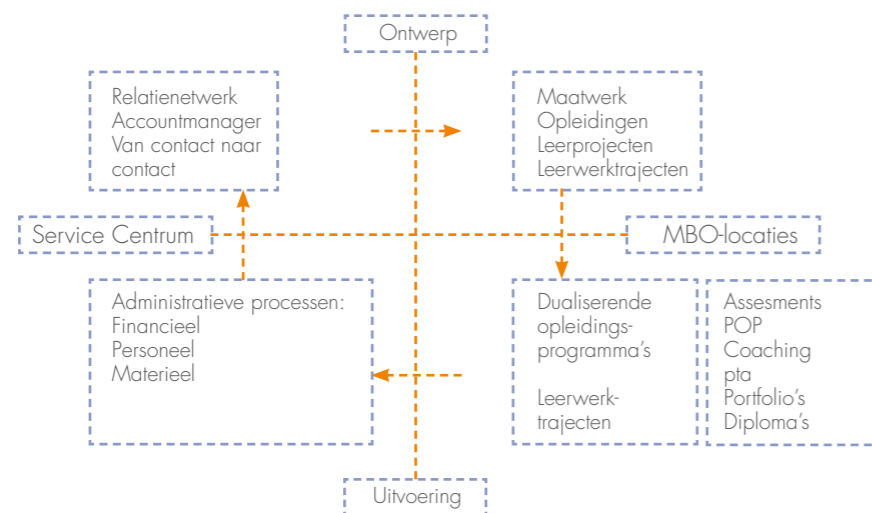 Ontwerp
Relatienetwerk
Accountmanager
Van contact naar
contact
Maatwerk
Opleidingen
Leerprojecten
Leerwerktrajecten
Service Centrum
MBO-locaties
Administratieve processen:
Financieel
Personeel
Materieel
Dualiserende
opleidings-
programma's
Leerwerk-
trajecten
Assesments
POP
Coaching
pta
Portfolio's
Diploma's
Uitvoering